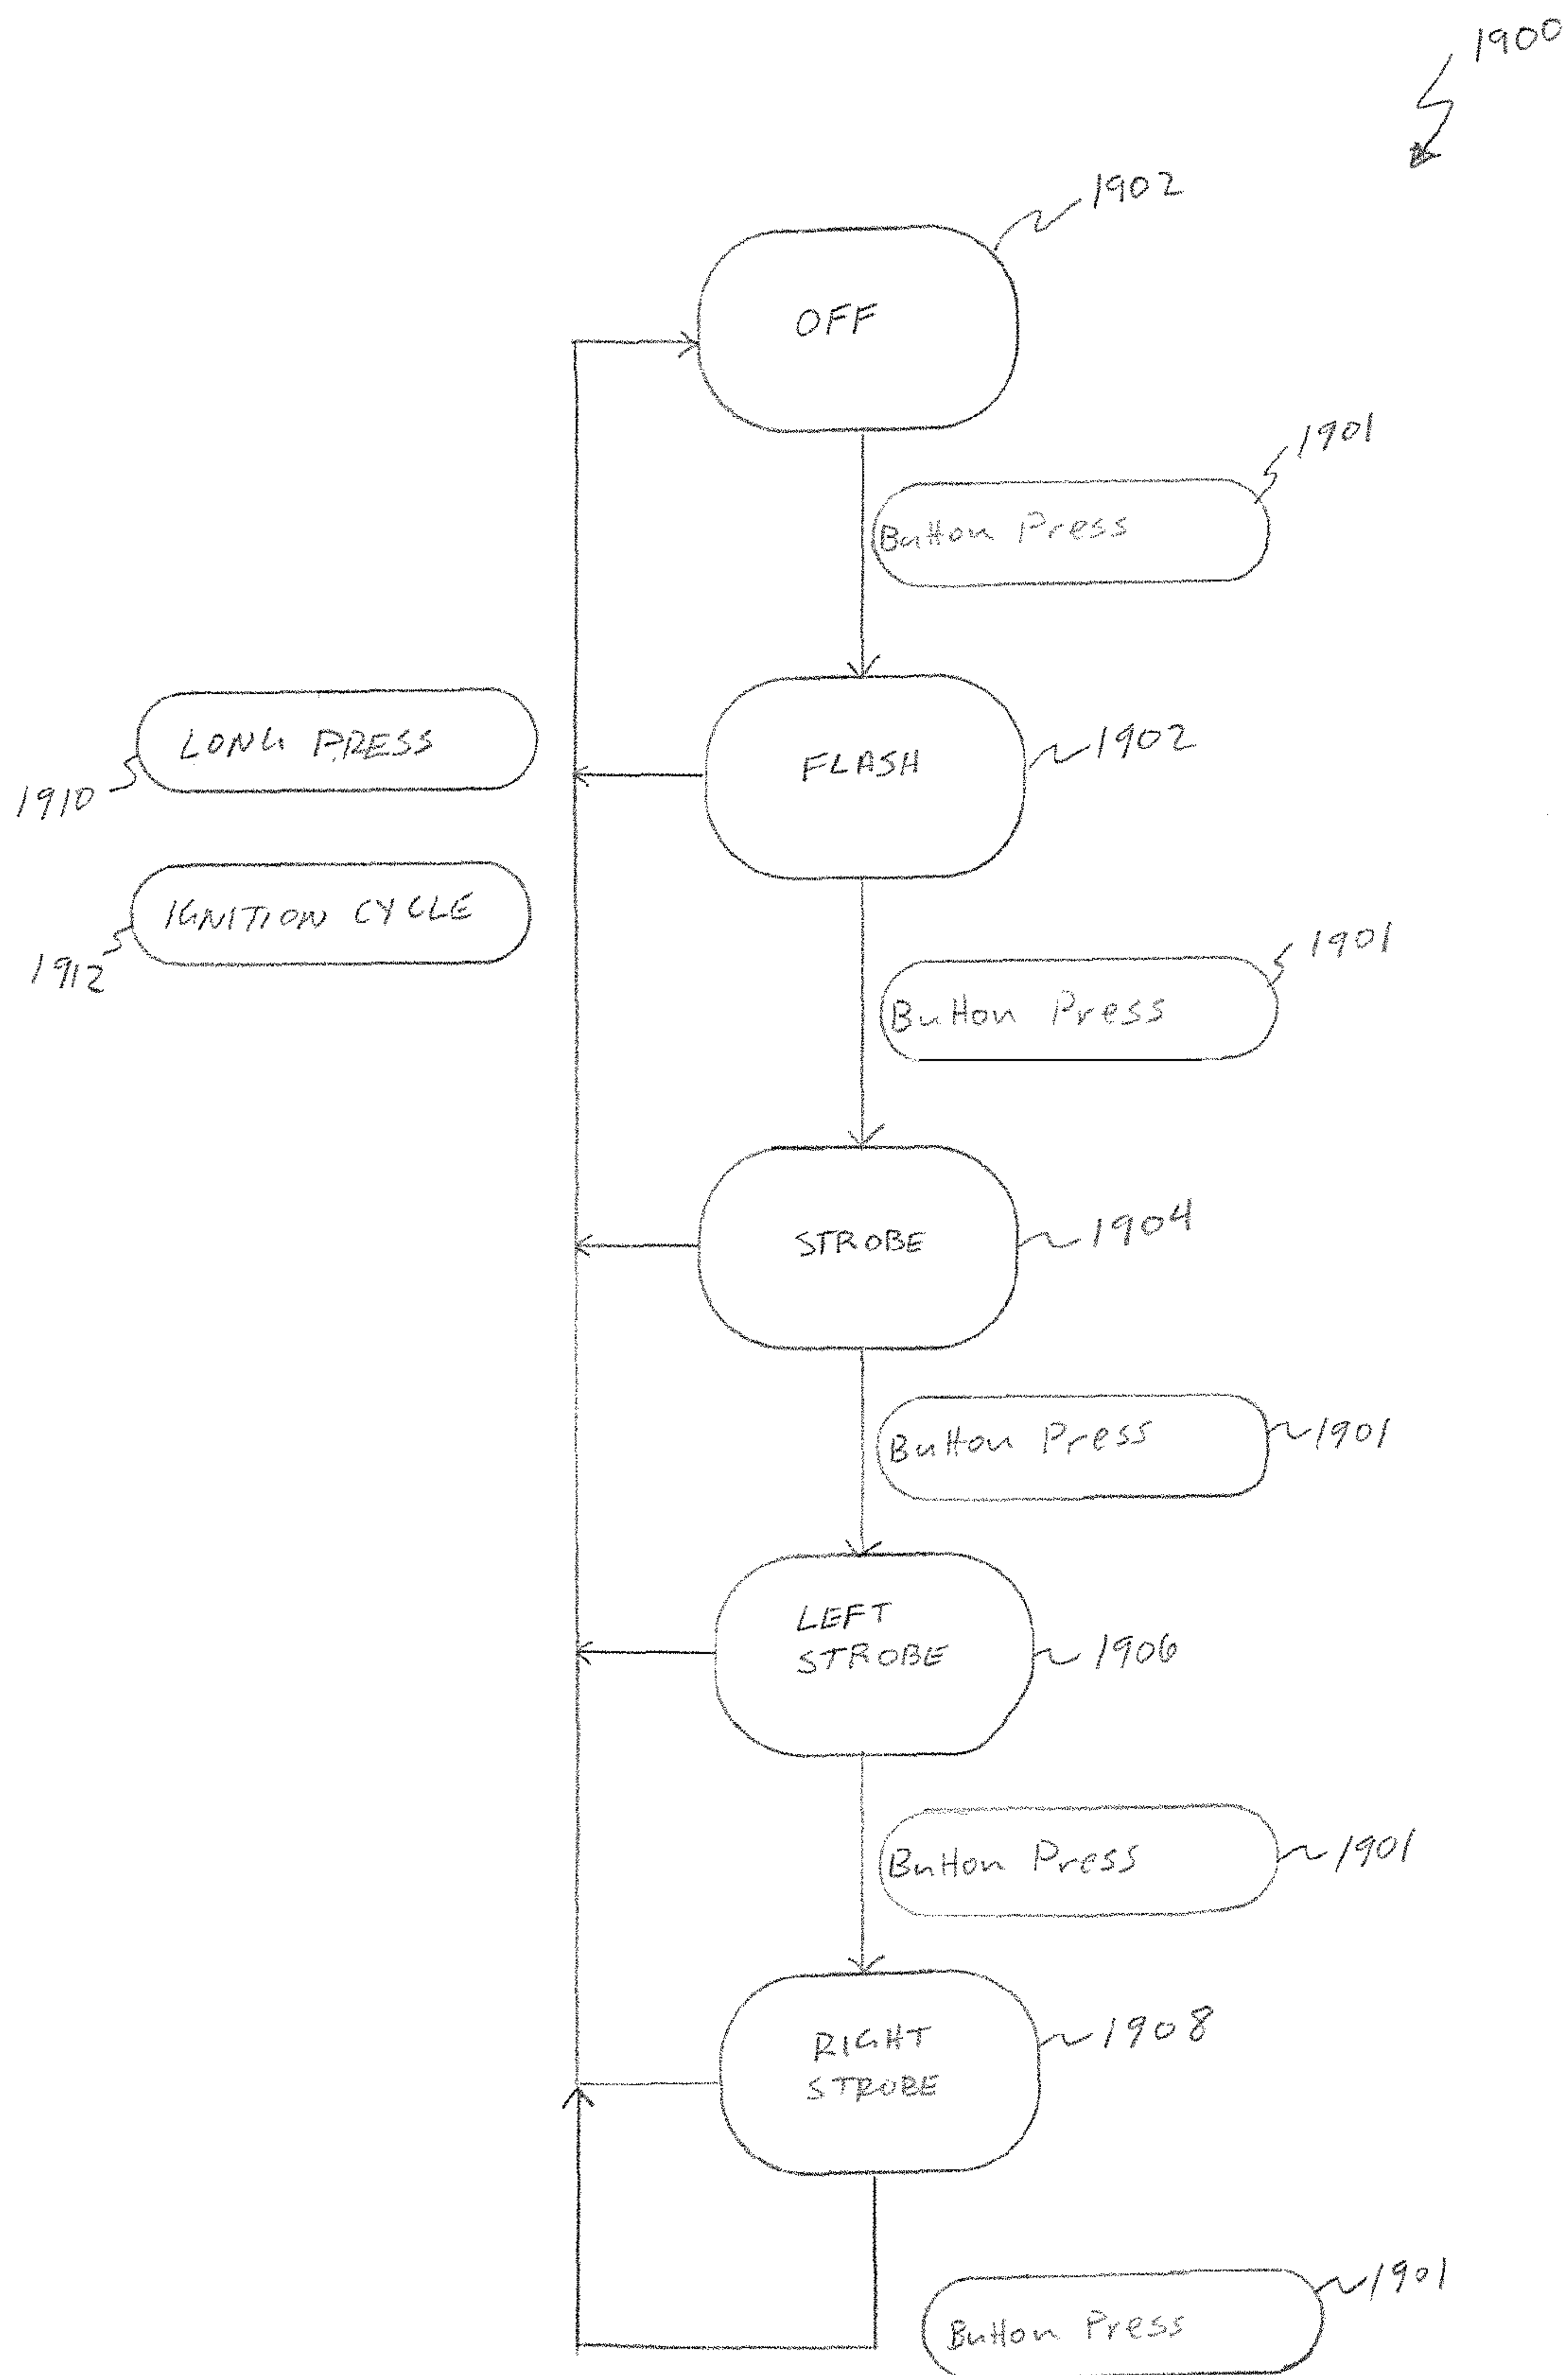 1900
1902
OFF
1901
Button Press
LONG PRESS
1910
FLASH
1902
IGNITION CYCLE
1912
1901
Button Press
STROBE
1904
Button Press
1901
LEFT
STROBE
1906
Button Press
1901
RIGHT
STROBE
1908
1901
Button Press